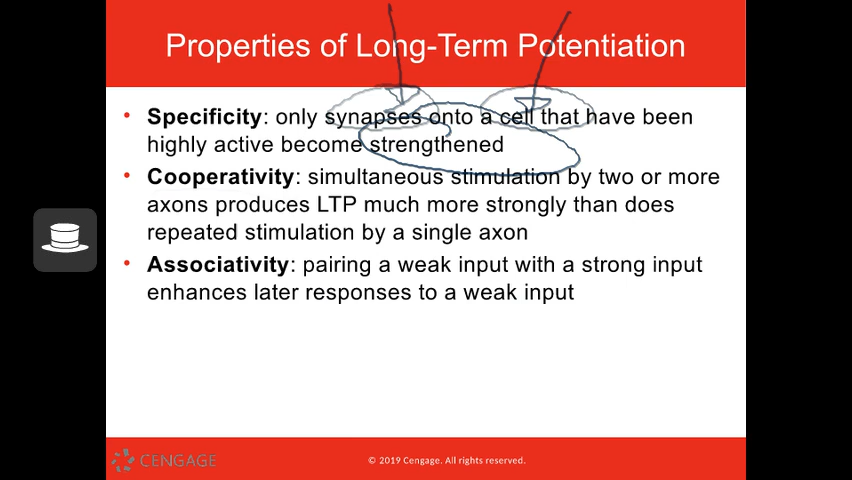 Properties of Long-Term Potentiation
• Specificity: only synapses onto a cell that have been
highly active become strengthened
• Cooperativity: simultaneous stimulation by two or more
axons produces LTP much more strongly than does
repeated stimulation by a single axon
• Associativity: pairing a weak input with a strong input
enhances later responses to a weak input
CENGAGE
© 2019 Cengage. All rights reserved.